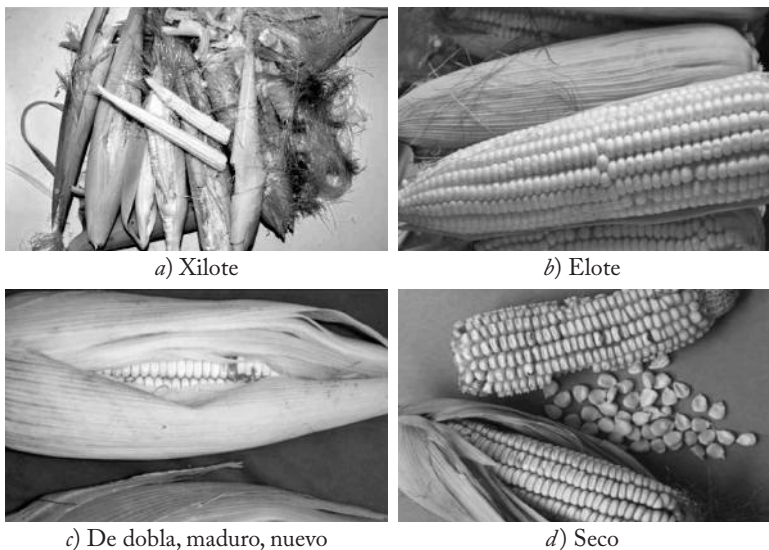 a) Xilote
b) Elote
c) De dobla, maduro, nuevo
d) Seco